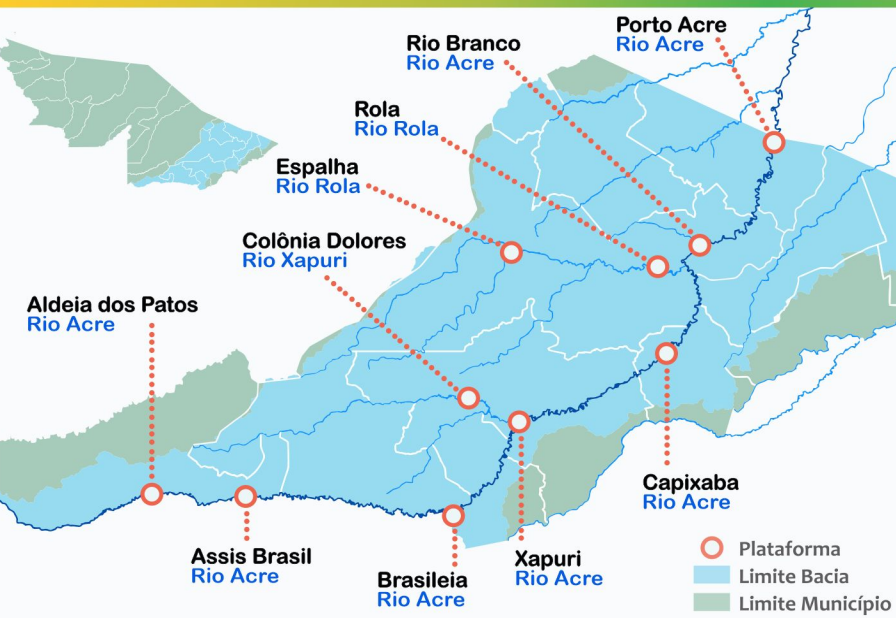 Porto Acre
Rio Acre
Rio Branco
Rio Acre
Rola
Rio Rola
Espalha
Rio Rola
Colônia Dolores
Rio Xapuri
Aldeia dos Patos
Rio Acre
Capixaba
Rio Acre
Assis Brasil
Rio Acre
Brasileia
Rio Acre
Xapuri
Rio Acre
Plataforma
Limite Bacia
Limite Município